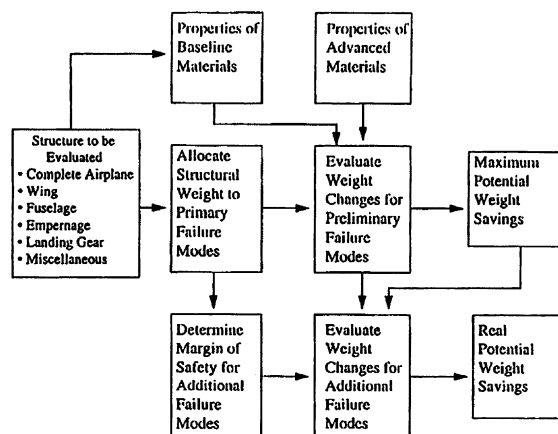 Properties of
Baseline
Materials
Properties of
Advanced
Materials
Structure to be
Evaluated
• Complete Airplane
• Wing
• Fuselage
• Empernage
• Landing Gear
• Miscellaneous
Allocate
Structural
Weight to
Primary
Failure
Modes
Evaluate
Weight
Changes for
Preliminary
Failure
Modes
Maximum
Potential
Weight
Savings
Determine
Margin of
Safety for
Additional
Failure
Modes
Evaluate
Weight
Changes for
Additional
Failure
Modes
Real
Potential
Weight
Savings